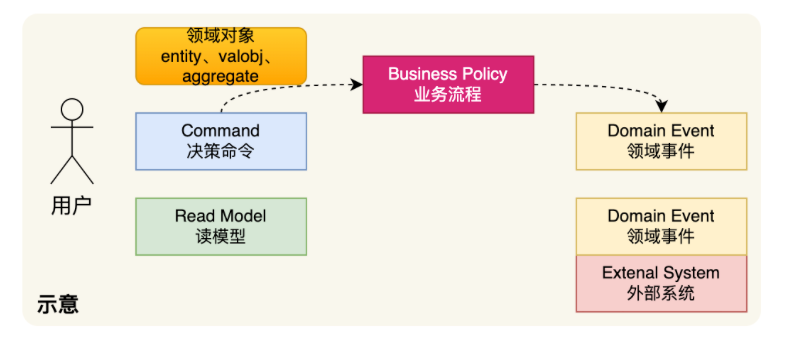 领域对象
entity、valobj、
aggregate
Business Policy
业务流程
Command
决策命令
Domain Event
领域事件
用户
Read Model
读模型
Domain Event
领域事件
Extenal System
外部系统
示意